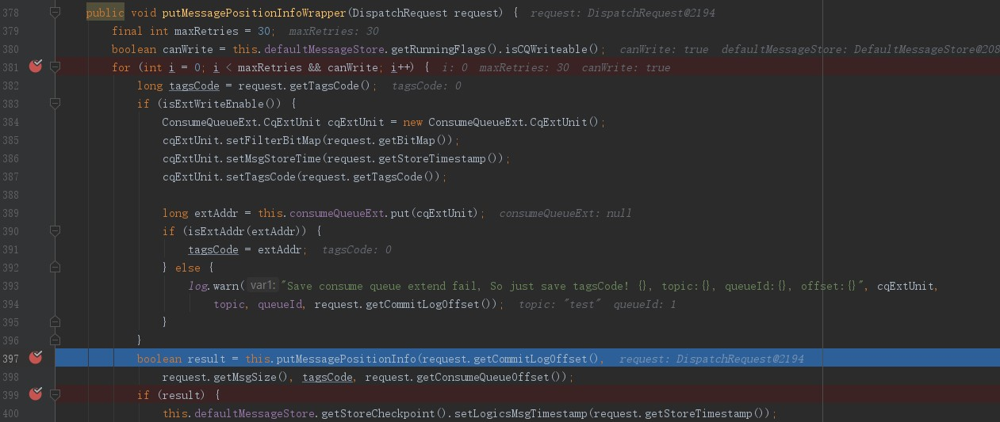 378 public void putMessagePositionInfoWrapper(DispatchRequest request) { request: DispatchRequest@2194
379 final int maxRetries = 30; maxRetries: 30
380 boolean canWrite = this.defaultMessageStore.getRunningFlags().isCQWriteable(); canWrite: true defaultMessageStore: DefaultMessageStore@208
381 for (int i = 0; i < maxRetries && canWrite; i++) { i: 0 maxRetries: 30 canWrite: true
382 long tagsCode = request.getTagsCode(); tagsCode: 0
383 if (isExtWriteEnable()) {
384 ConsumeQueueExt.CqExtUnit cqExtUnit = new ConsumeQueueExt.CqExtUnit();
385 cqExtUnit.setFilterBitMap(request.getBitMap());
386 cqExtUnit.setMsgStoreTime(request.getStoreTimestamp());
387 cqExtUnit.setTagsCode(request.getTagsCode());
388
389 long extAddr = this.consumeQueueExt.put(cqExtUnit); consumeQueueExt: null
390 if (isExtAddr(extAddr)) {
391 tagsCode = extAddr; tagsCode: 0
392 } else {
393 log.warn( var1: "Save consume queue extend fail, So just save tagsCode! {}, topic:{}, queueId:{}, offset:{}", cqExtUnit,
394 topic, queueId, request.getCommitLogOffset()); topic: "test" queueId: 1
395 }
396 }
397 boolean result = this.putMessagePositionInfo(request.getCommitLogOffset(), request: DispatchRequest@2194
398 request.getMsgSize(), tagsCode, request.getConsumeQueueOffset());
399 if (result) {
400 this.defaultMessageStore.getStoreCheckpoint().setLogicsMsgTimestamp(request.getStoreTimestamp());